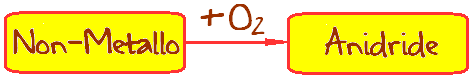 Non-Metallo
+O₂
Anidride